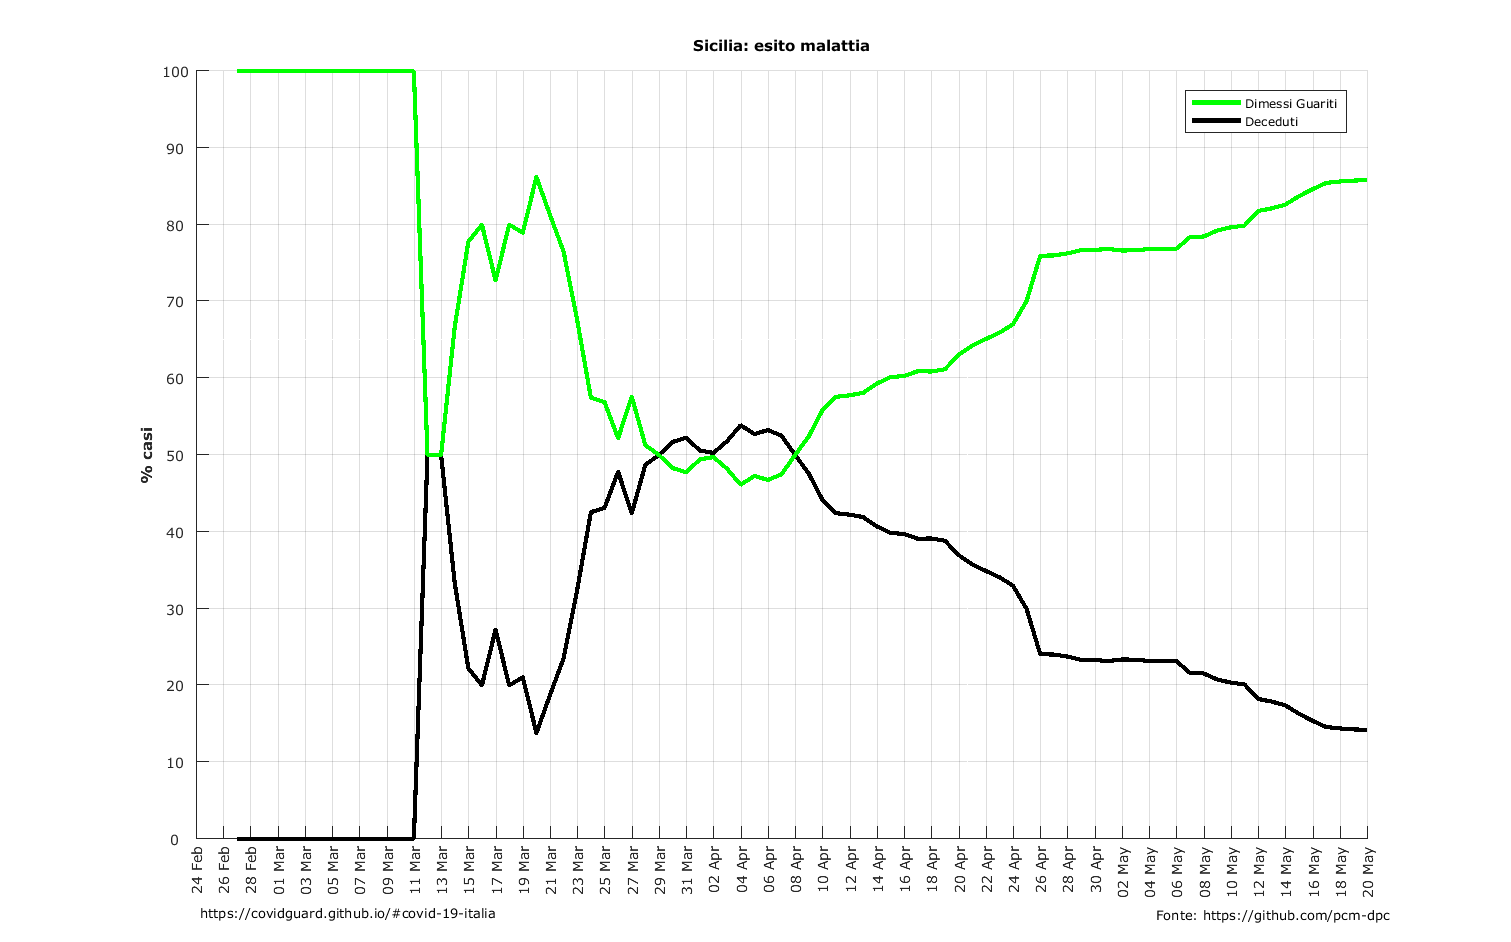 Sicilia: esito malattia
Dimessi Guariti
Deceduti
% casi
100
90
80
70
60
50
40
30
20
10
0
24 Feb
26 Feb
28 Feb
01 Mar
03 Mar
05 Mar
07 Mar
09 Mar
11 Mar
13 Mar
15 Mar
17 Mar
19 Mar
21 Mar
23 Mar
25 Mar
27 Mar
29 Mar
31 Mar
02 Apr
04 Apr
06 Apr
08 Apr
10 Apr
12 Apr
14 Apr
16 Apr
18 Apr
20 Apr
22 Apr
24 Apr
26 Apr
28 Apr
30 Apr
02 May
04 May
06 May
08 May
10 May
12 May
14 May
16 May
18 May
20 May
https://covidguard.github.io/#covid-19-italia
Fonte: https://github.com/pcm-dpc